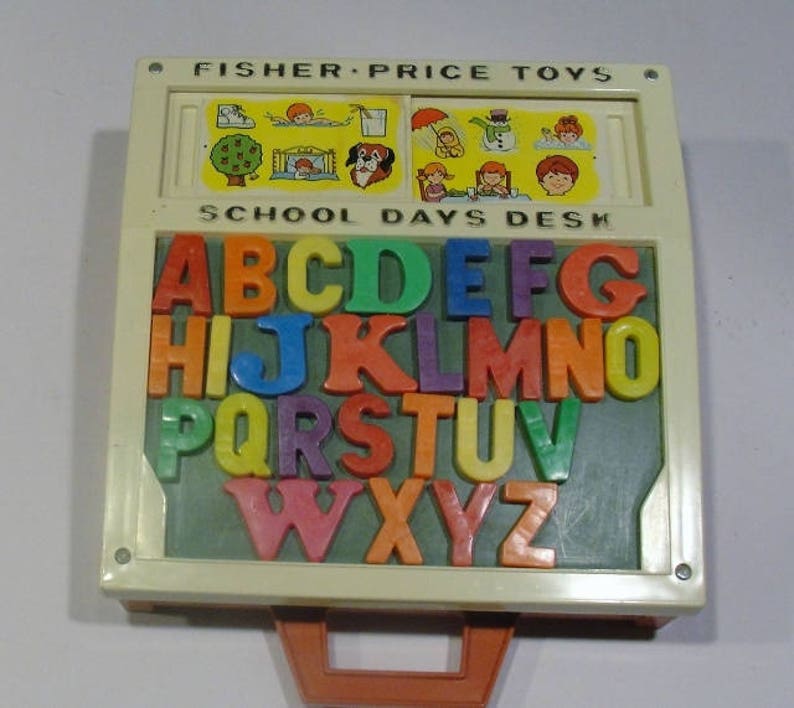 FISHER·PRICE TOYS
SCHOOL DAYS DESK
ABCDEFG
HIJKLMNO
PQRSTUV
WXYZ